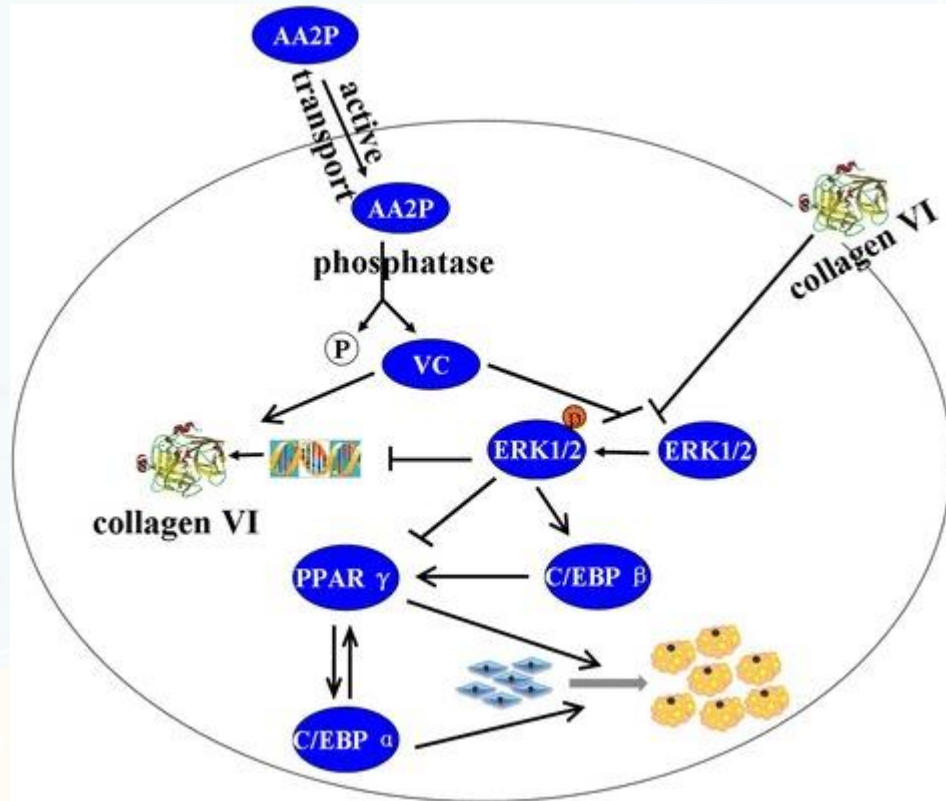 AA2P
active
transport
AA2P
collagen VI
phosphatase
P
VC
p
ERK1/2
ERK1/2
collagen VI
PPAR γ
C/EBP β
C/EBP α